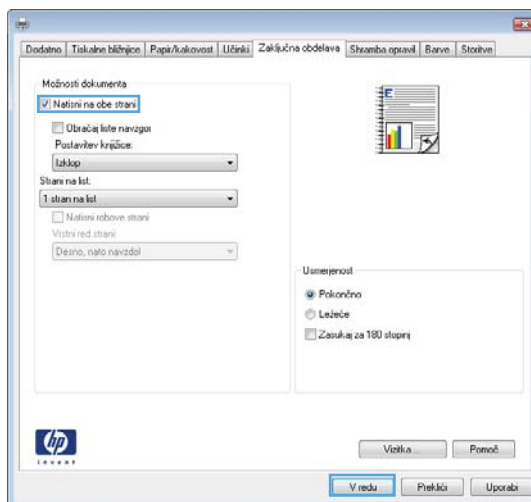 Dodatno Tiskalne bližnjice Papir/kakovost Učinki Zaključna obdelava Shramba opravil Barve Storitve
Možnosti dokumenta
Natisni na obe strani
Obračaj liste navzgor
Postavitev knjižice:
Izklop
Strani na list:
1 stran na list
Natisni robove strani
Vrstni red strani:
Desno, nato navzdol
E
Usmerjenost
Pokončno
Ležeče
Zasukaj za 180 stopinj
hp
invent
Vizitka... Pomoč
V redu Prekliči Uporabi